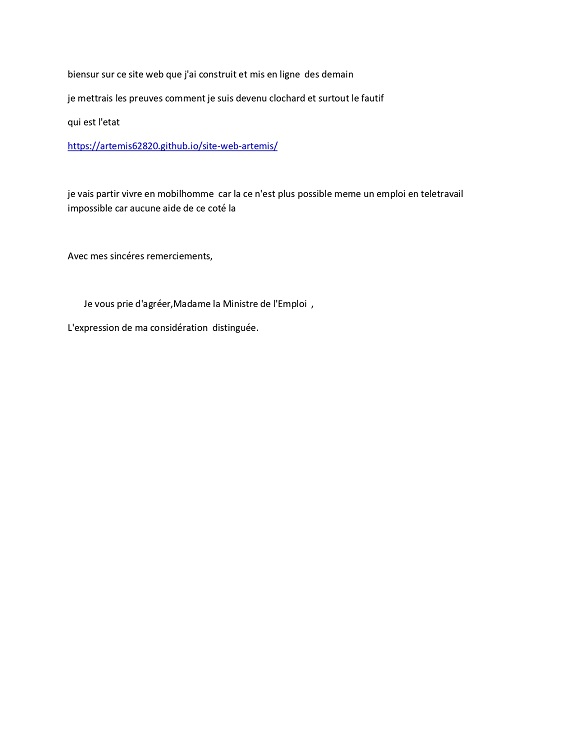 biensur sur ce site web que j'ai construit et mis en ligne  des demain
je mettrais les preuves comment je suis devenu clochard et surtout le fautif
qui est l'etat
https://artemis62820.github.io/site-web-artemis/
je vais partir vivre en mobilhomme  car la ce n'est plus possible meme un emploi en teletravail
impossible car aucune aide de ce coté la
Avec mes sincéres remerciements,
Je vous prie d'agréer,Madame la Ministre de l'Emploi  ,
L'expression de ma considération  distinguée.